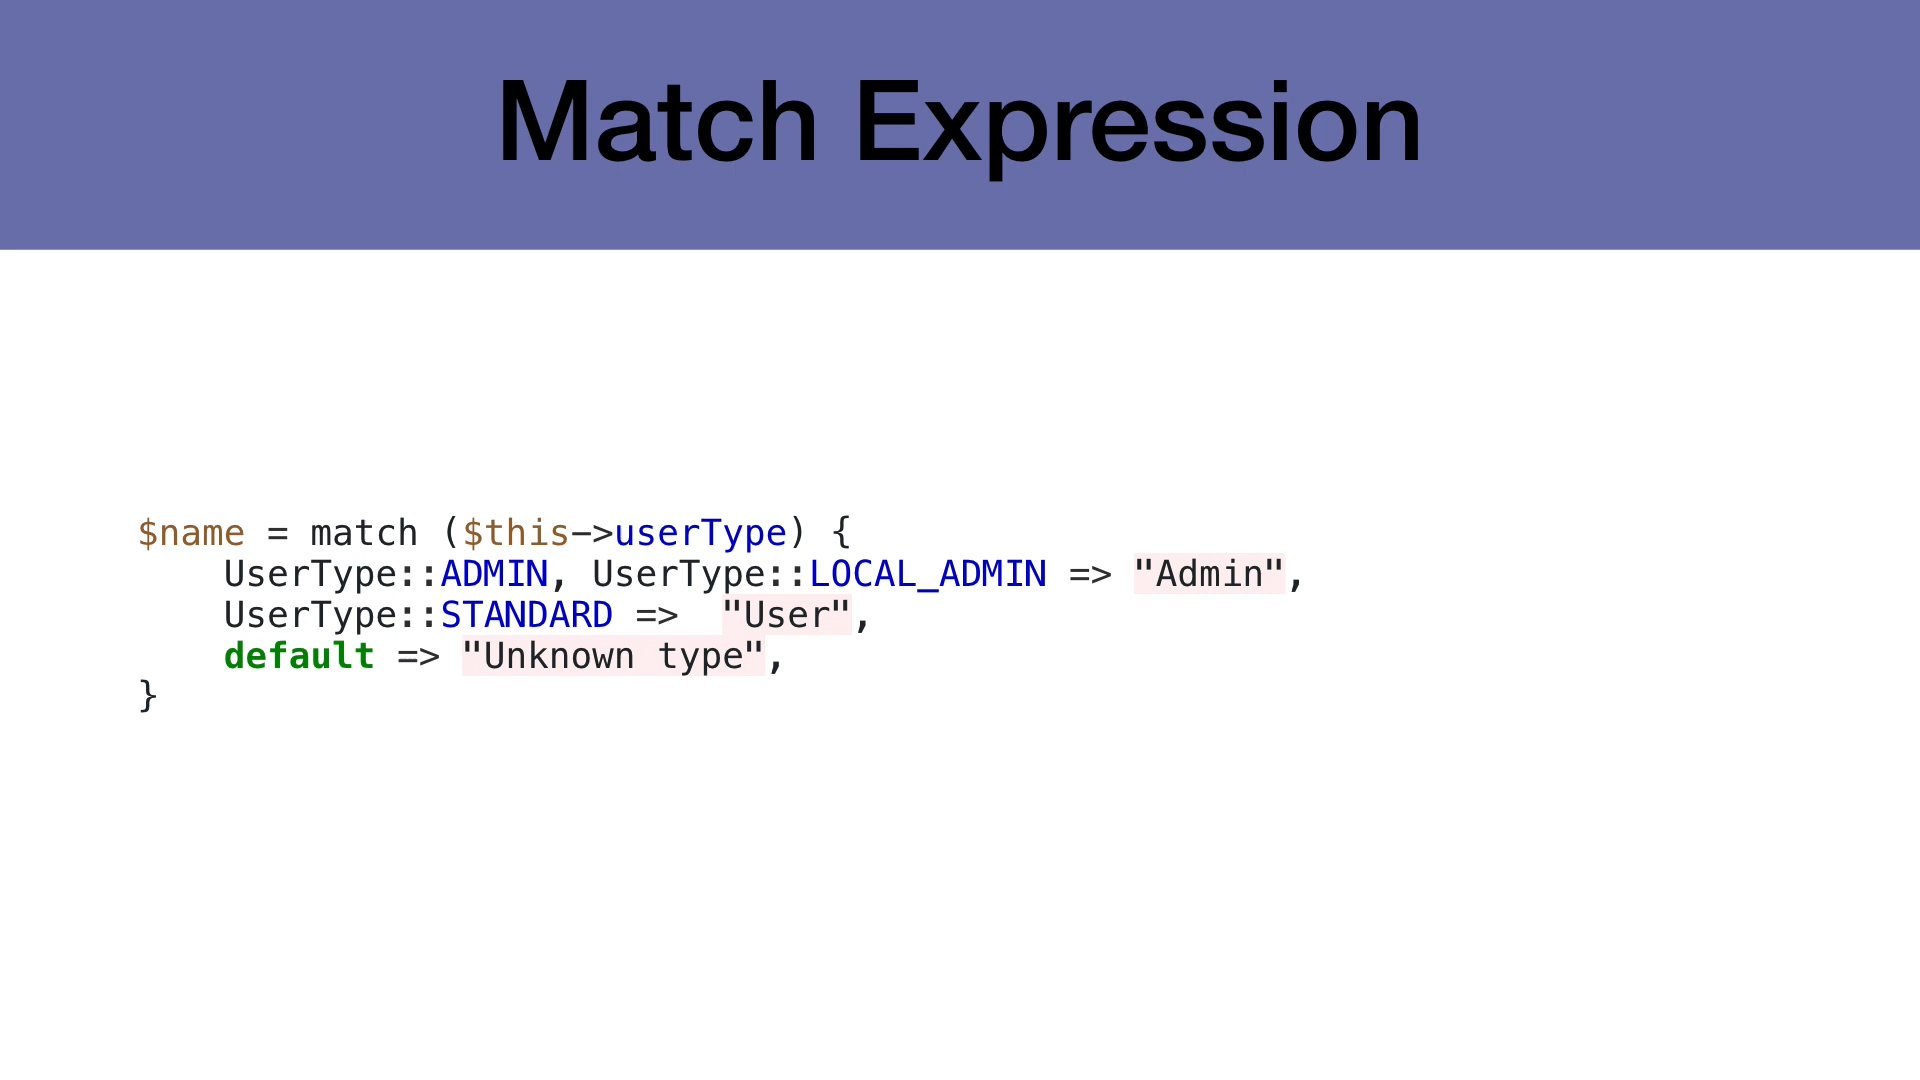 Match Expression
$name = match ($this->userType) {
    UserType::ADMIN, UserType::LOCAL_ADMIN => "Admin",
    UserType::STANDARD =>  "User",
    default => "Unknown type",
}